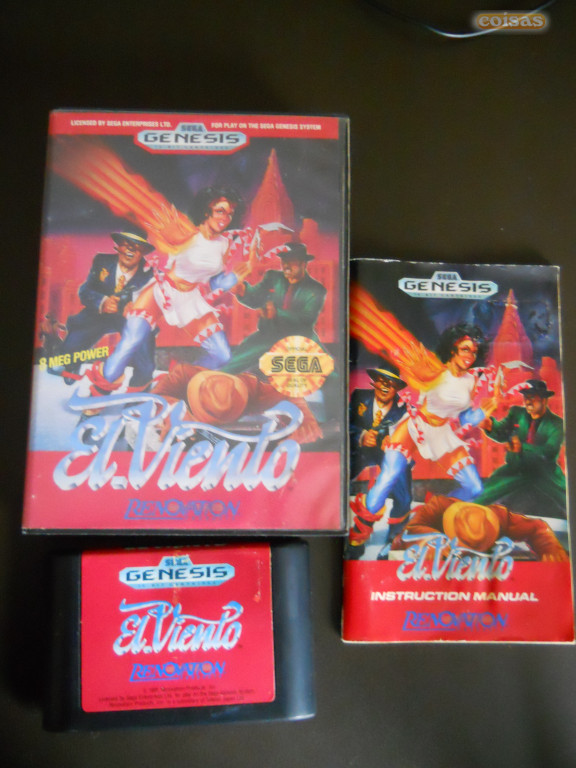 coisas
LICENSED BY SEGA ENTERPRISES LTD. FOR PLAY ON THE SEGA GENESIS SYSTEM
SEGA
GENESIS
8 MEG POWER
SEGA
El.Viento
RENOVATION
SEGA
GENESIS
El.Viento
INSTRUCTION MANUAL
RENOVATION
SEGA
GENESIS
El.Viento
RENOVATION